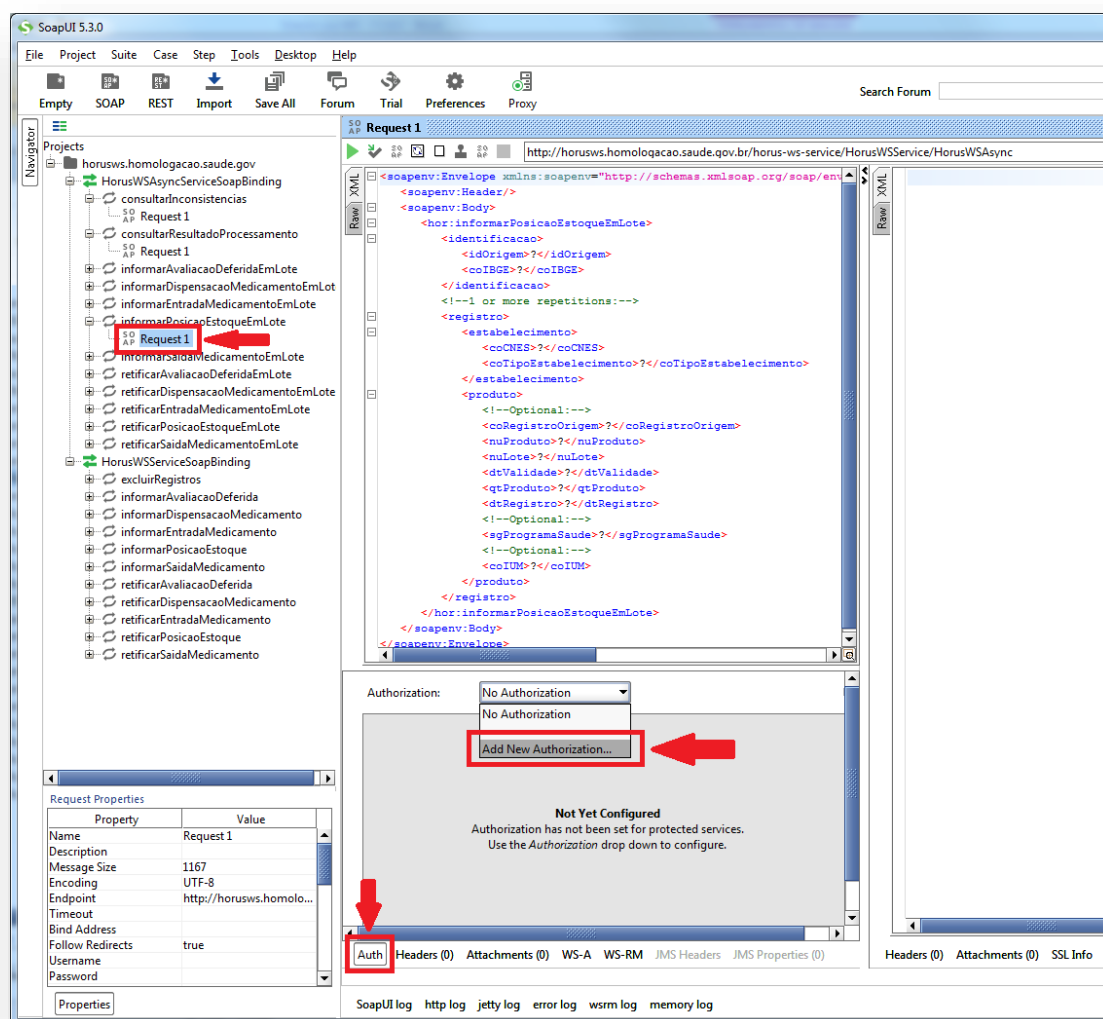 SoapUI 5.3.0
File Project Suite Case Step Tools Desktop Help
Empty SOAP REST Import Save All Forum Trial Preferences Proxy
Search Forum
Navigator
Projects
horusws.homologacao.saude.gov
HorusWSAsyncServiceSoapBinding
consultarInconsistencias
Request 1
consultarResultadoProcessamento
Request 1
informarAvaliacaoDeferidaEmLote
informarDispensacaoMedicamentoEmLot
informarEntradaMedicamentoEmLote
informarPosicaoEstoqueEmLote
Request 1
informarSaidaMedicamentoEmLote
retificarAvaliacaoDeferidaEmLote
retificarDispensacaoMedicamentoEmLote
retificarEntradaMedicamentoEmLote
retificarPosicaoEstoqueEmLote
retificarSaidaMedicamentoEmLote
HorusWSServiceSoapBinding
excluirRegistros
informarAvaliacaoDeferida
informarDispensacaoMedicamento
informarEntradaMedicamento
informarPosicaoEstoque
informarSaidaMedicamento
retificarAvaliacaoDeferida
retificarDispensacaoMedicamento
retificarEntradaMedicamento
retificarPosicaoEstoque
retificarSaidaMedicamento
Request Properties
Property Value
Name Request 1
Description
Message Size 1167
Encoding UTF-8
Endpoint http://horusws.homolo...
Timeout
Bind Address
Follow Redirects true
Username
Password
Properties
Request 1
http://horusws.homologacao.saude.gov.br/horus-ws-service/HorusWSService/HorusWSAsync
XML
Raw
<soapenv:Envelope xmlns:soapenv="http://schemas.xmlsoap.org/soap/env
<soapenv:Header/>
<soapenv:Body>
<hor:informarPosicaoEstoqueEmLote>
<identificacao>
<idOrigem>?</idOrigem>
<coIBGE>?</coIBGE>
</identificacao>
<!--1 or more repetitions:-->
<registro>
<estabelecimento>
<coCNES>?</coCNES>
<coTipoEstabelecimento>?</coTipoEstabelecimento>
</estabelecimento>
<produto>
<!--Optional:-->
<coRegistroOrigem>?</coRegistroOrigem>
<nuProduto>?</nuProduto>
<nuLote>?</nuLote>
<dtValidade>?</dtValidade>
<qtProduto>?</qtProduto>
<dtRegistro>?</dtRegistro>
<!--Optional:-->
<sgProgramaSaude>?</sgProgramaSaude>
<!--Optional:-->
<coIUM>?</coIUM>
</produto>
</registro>
</hor:informarPosicaoEstoqueEmLote>
</soapenv:Body>
</soapenv:Envelope>
XML
Raw
Authorization: No Authorization
No Authorization
Add New Authorization...
Not Yet Configured
Authorization has not been set for protected services.
Use the Authorization drop down to configure.
Auth Headers (0) Attachments (0) WS-A WS-RM JMS Headers JMS Properties (0)
Headers (0) Attachments (0) SSL Info
SoapUI log http log jetty log error log wsrm log memory log